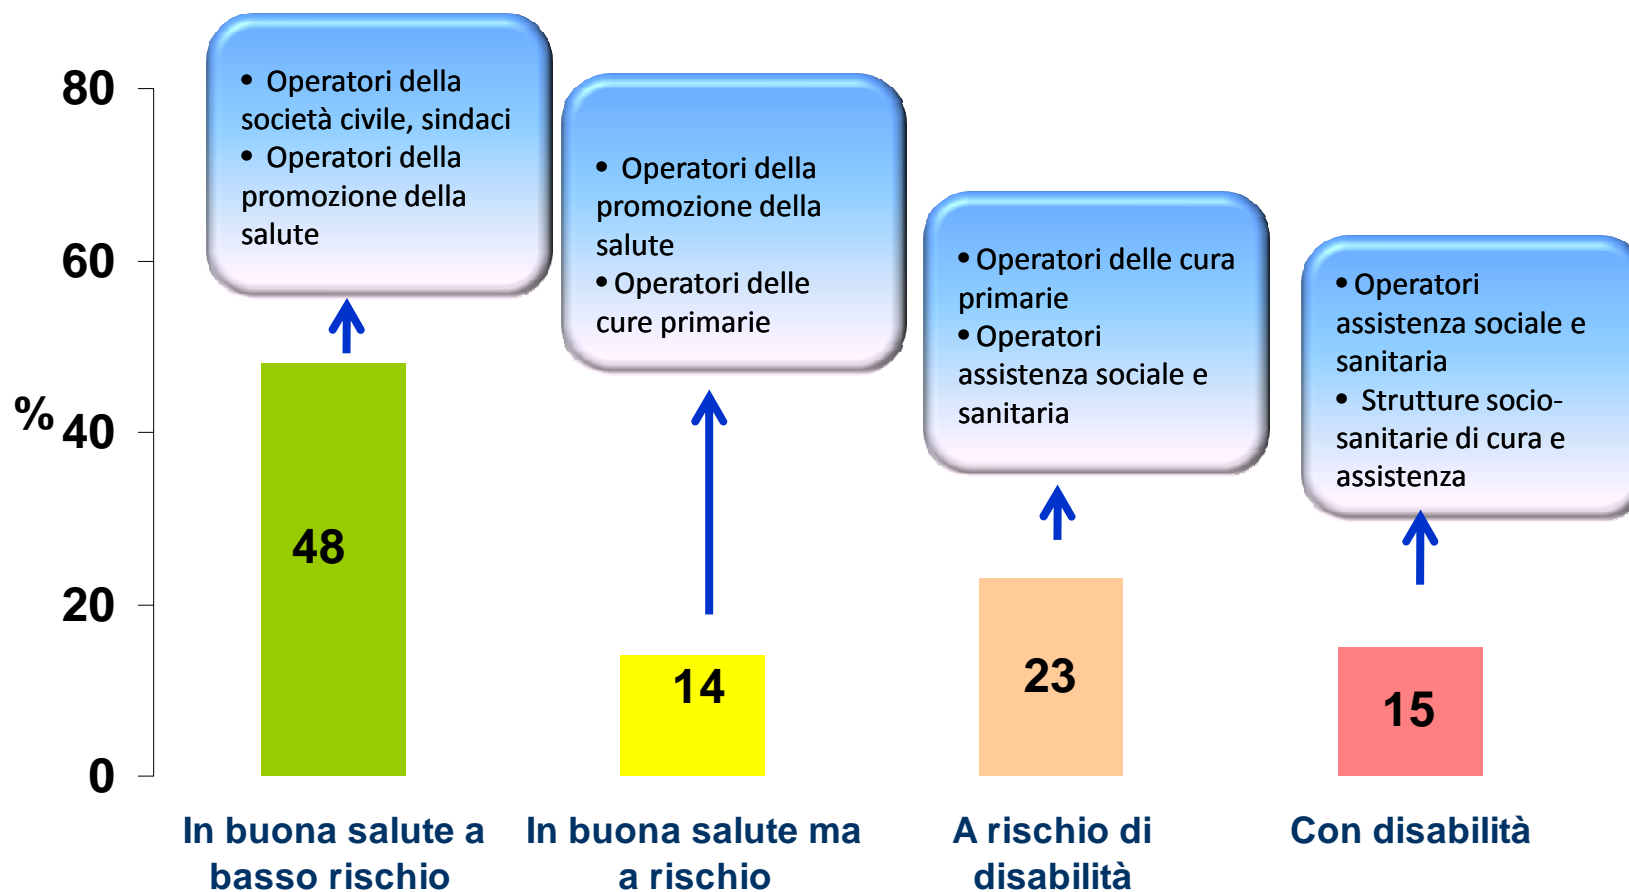 80
60
%
40
20
0
• Operatori della
società civile, sindaci
• Operatori della
promozione della
salute
• Operatori della
promozione della
salute
• Operatori delle
cure primarie
• Operatori delle cura
primarie
• Operatori
assistenza sociale e
sanitaria
• Operatori
assistenza sociale e
sanitaria
• Strutture socio-
sanitarie di cura e
assistenza
48
14
23
15
In buona salute a
basso rischio
In buona salute ma
a rischio
A rischio di
disabilità
Con disabilità